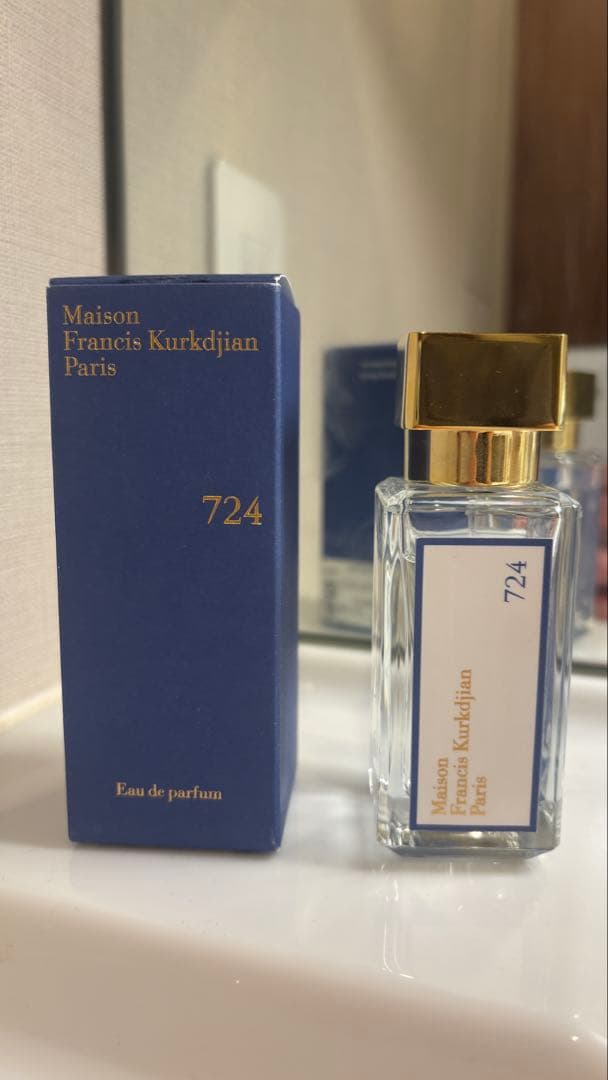 Maison
Francis Kurkdjian
Paris
724
Eau de parfum
724
Maison
Francis Kurkdjian
Paris